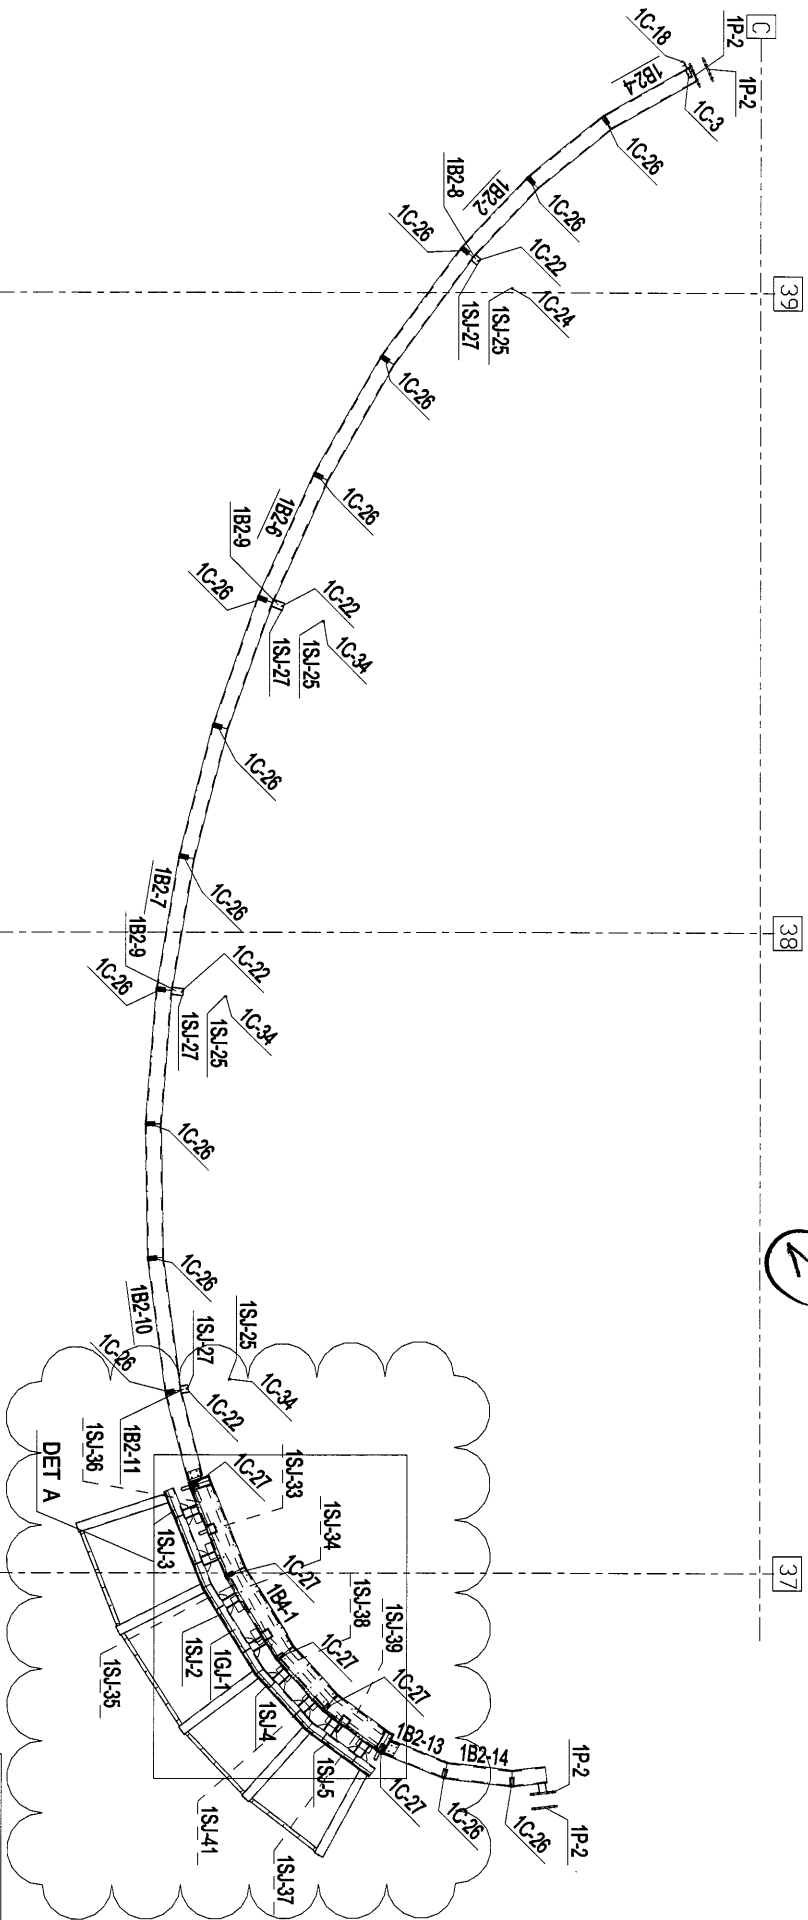 C
1P-2
1P-2
1C-18
1C-3
1B2-4
1C-26
1C-26
1B2-2
1B2-8
1C-26
1C-22
1C-24
1SJ-25
1SJ-27
39
1C-26
1C-26
1B2-6
1B2-9
1C-26
1C-22
1C-34
1SJ-25
1SJ-27
1C-26
1C-26
1B2-7
1B2-9
1C-26
38
1C-22
1C-34
1SJ-25
1SJ-27
1C-26
1C-26
1B2-10
1C-26
1SJ-27
1SJ-25
1C-34
1C-22
1B2-11
1SJ-36
DET A
1C-27
1SJ-33
1SJ-34
1SJ-3
1C-27
37
1B4-1
1SJ-38
1SJ-39
1SJ-35
1SJ-2
1GJ-1
1C-27
1C-27
1SJ-4
1SJ-5
1B2-13
1B2-14
1SJ-41
1SJ-37
1C-27
1C-26
1C-26
1P-2
1P-2